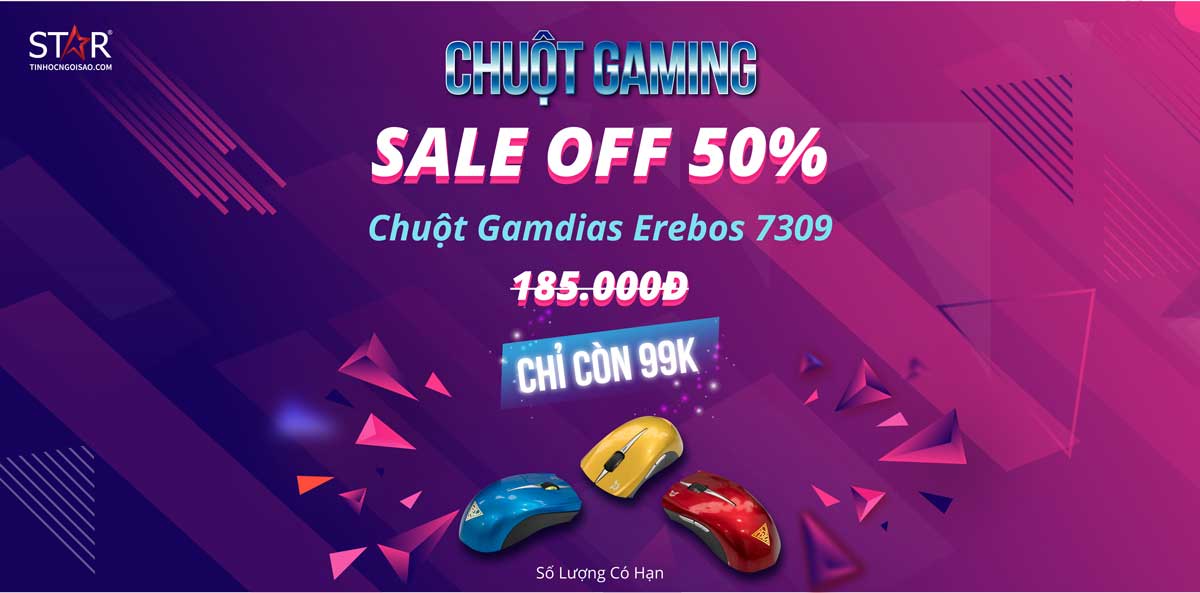 STAR®
TINHOCNGOISAO.COM
CHUỘT GAMING
SALE OFF 50%
Chuột Gamdias Erebos 7309
185.000Đ
CHỈ CÒN 99K
Số Lượng Có Hạn